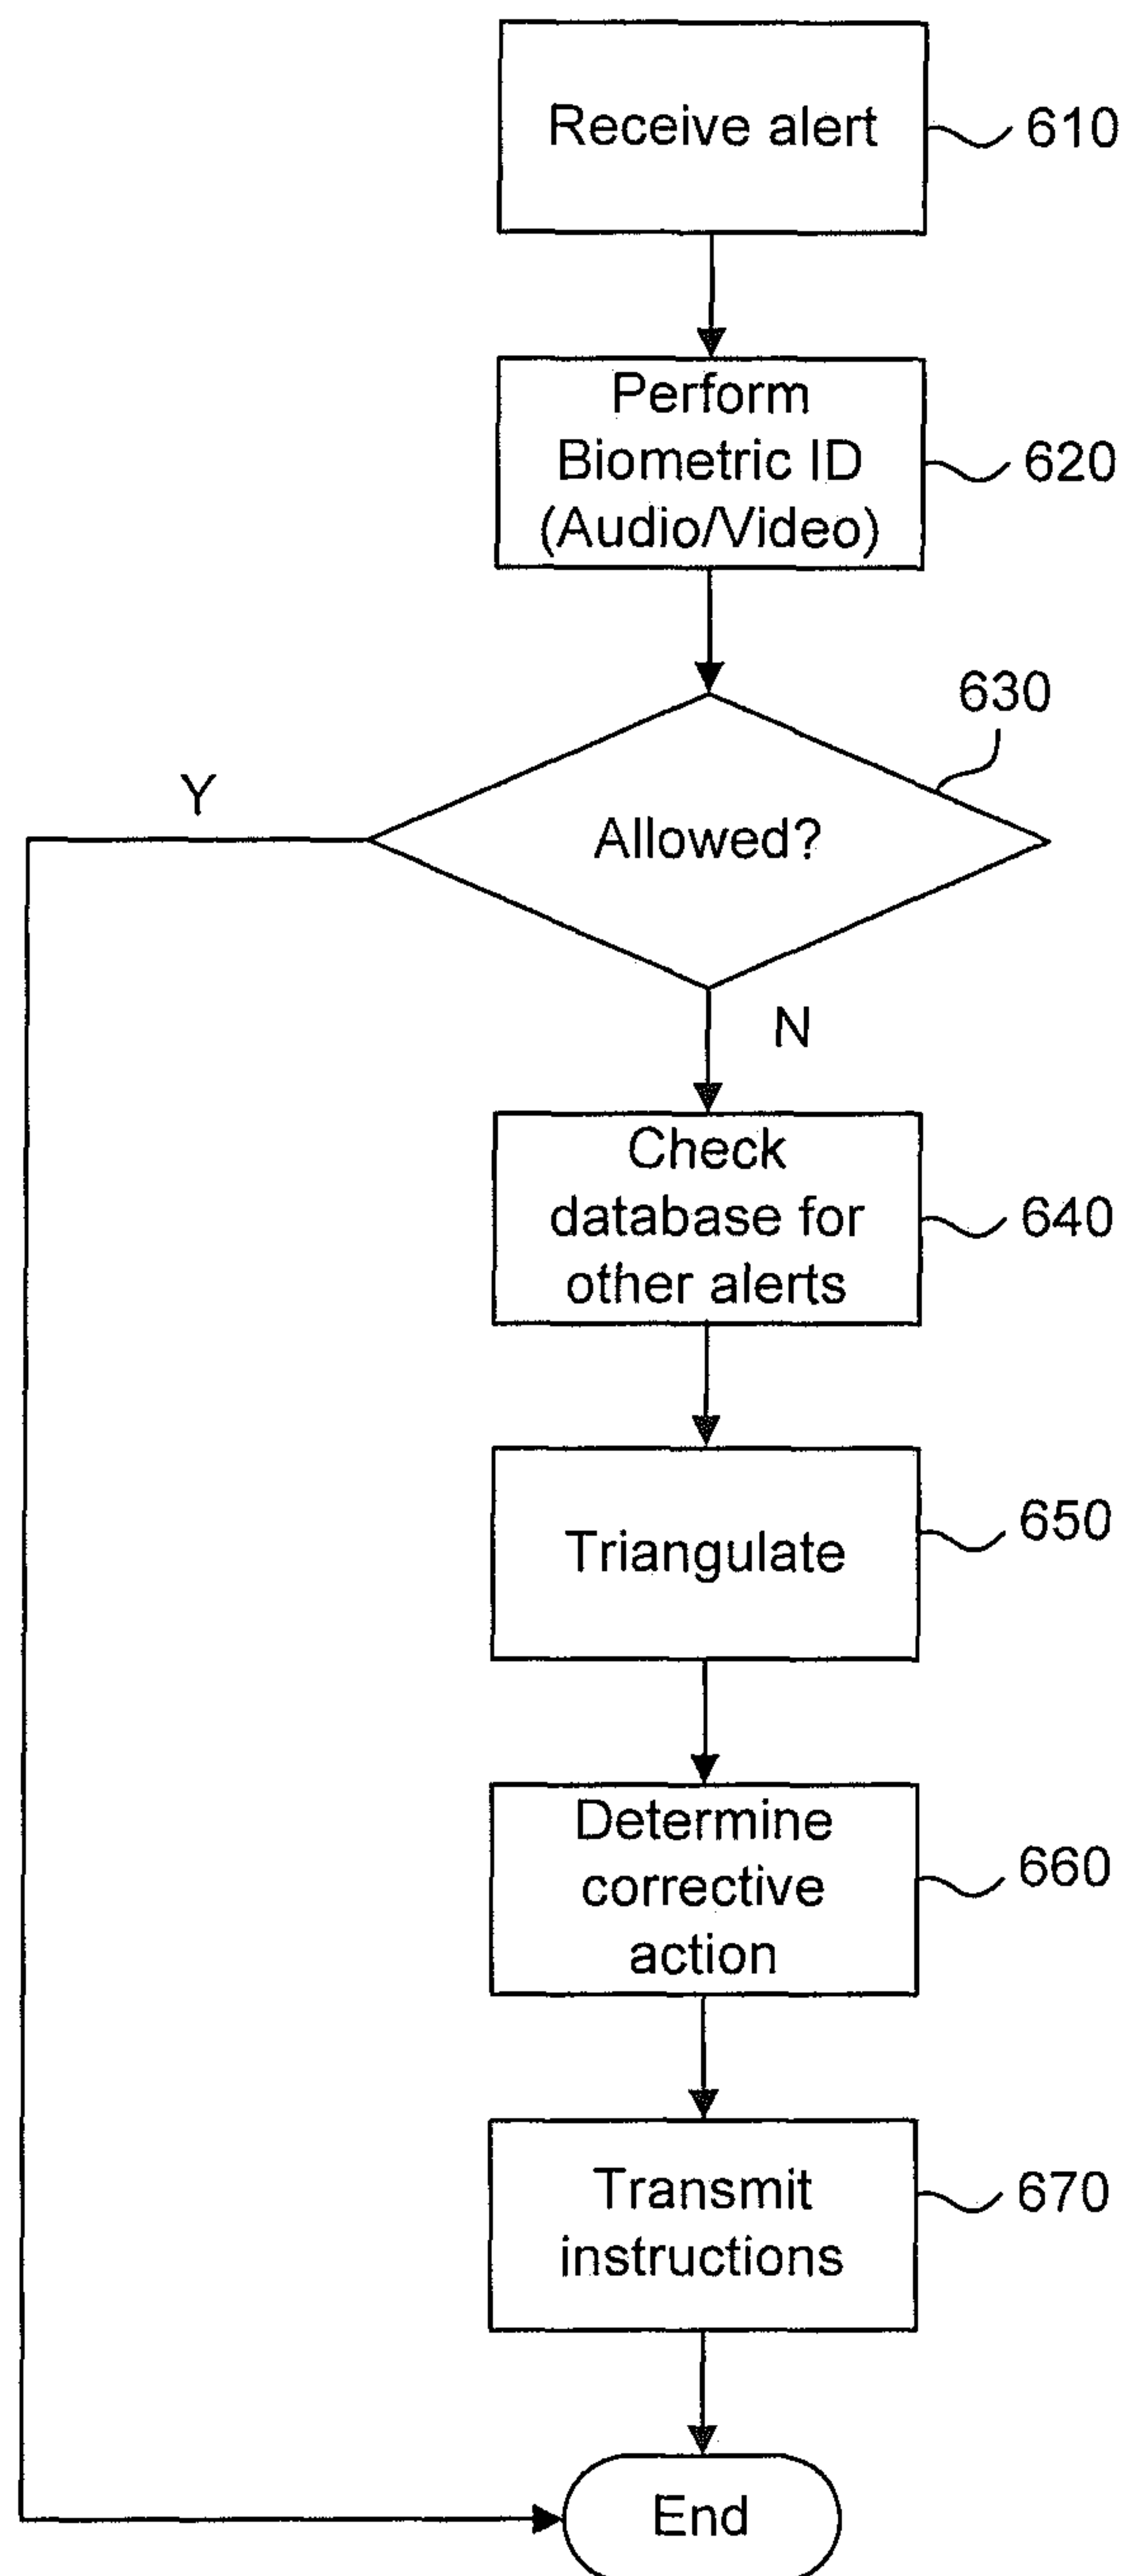 Receive alert
610
Perform
Biometric ID
(Audio/Video)
620
630
Y
Allowed?
N
Check
database for
other alerts
640
Triangulate
650
Determine
corrective
action
660
Transmit
instructions
670
End